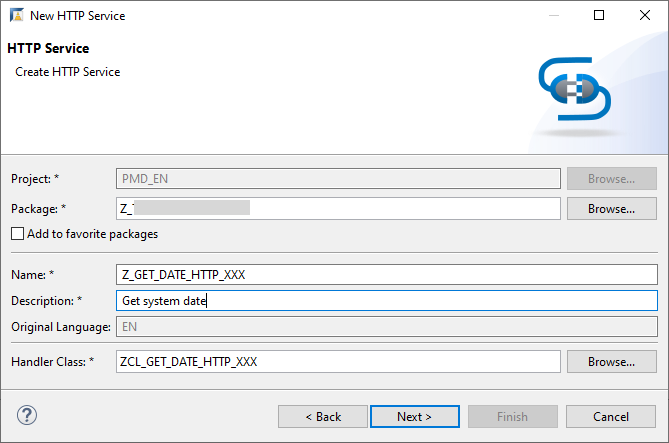 New HTTP Service
HTTP Service
Create HTTP Service
Project: * PMD_EN Browse...
Package: * Z_ Browse...
Add to favorite packages
Name: * Z_GET_DATE_HTTP_XXX
Description: * Get system date
Original Language: EN
Handler Class: * ZCL_GET_DATE_HTTP_XXX Browse...
? < Back Next > Finish Cancel